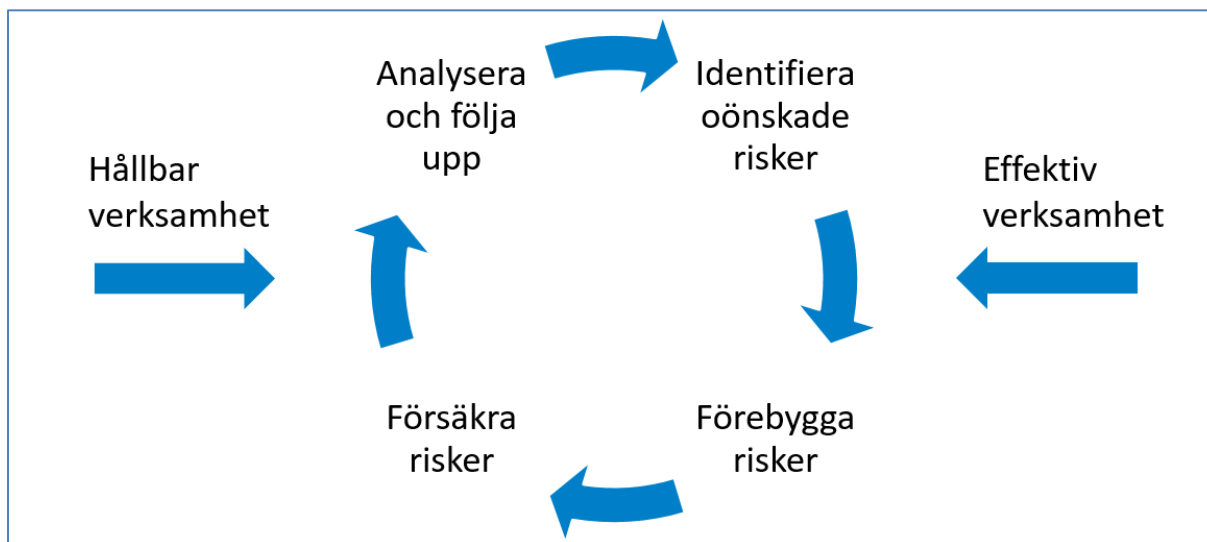 Analysera
och följa
upp
Identifiera
oönskade
risker
Hållbar
verksamhet
Effektiv
verksamhet
Försäkra
risker
Förebygga
risker